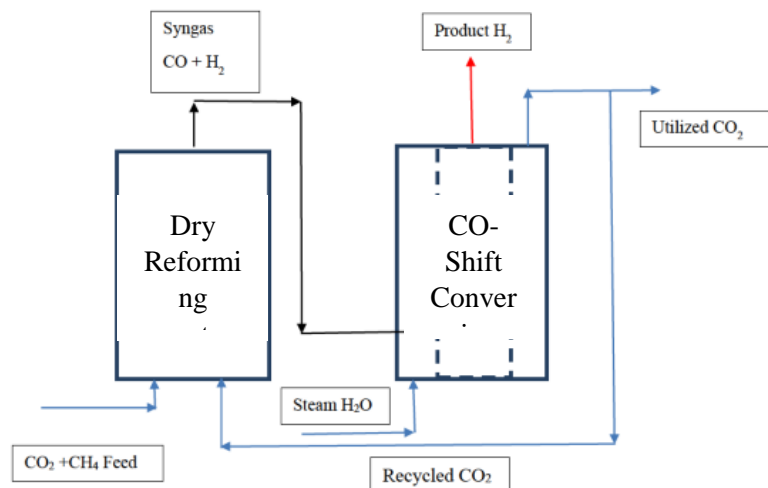 Syngas
CO + H₂
Product H₂
Utilized CO₂
Dry
Reformi
ng
CO-
Shift
Conver
Steam H₂O
CO₂ +CH₄ Feed
Recycled CO₂